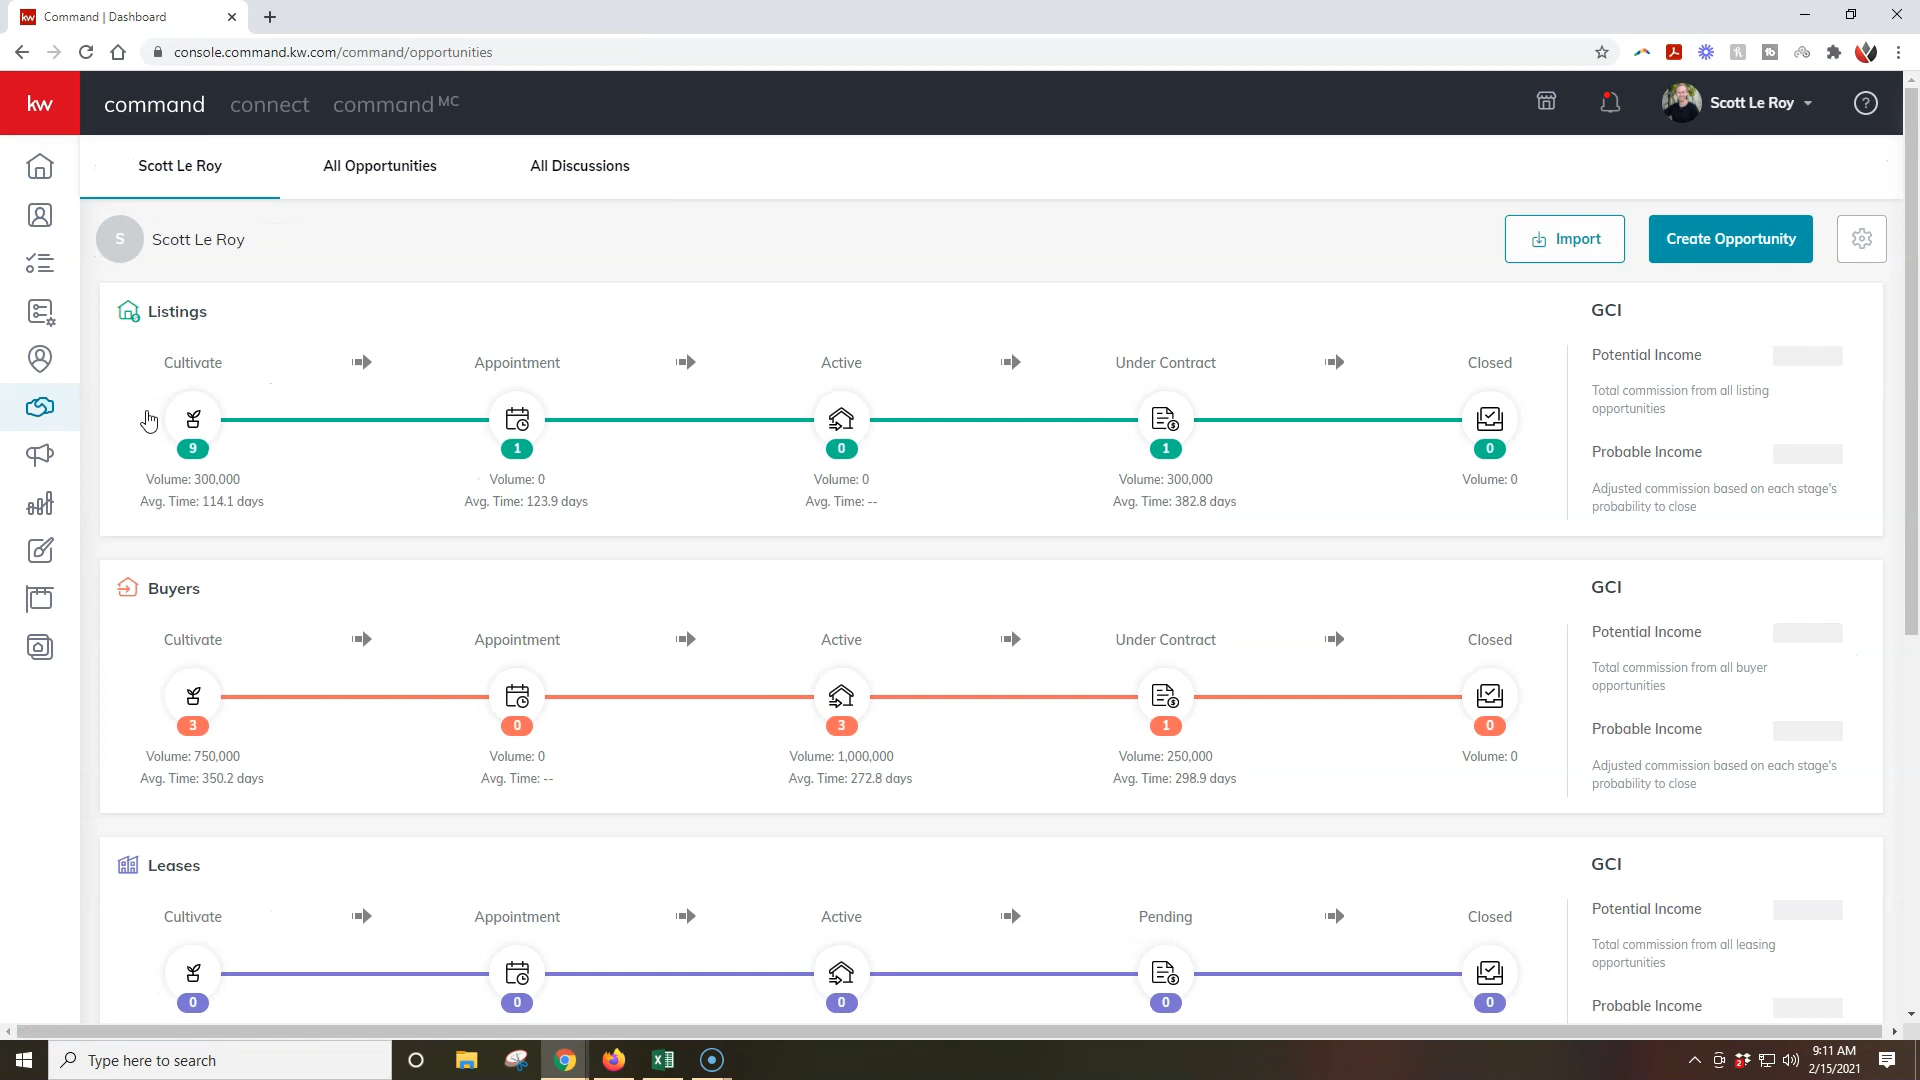 Command | Dashboard
console.command.kw.com/command/opportunities
kw
command connect command MC
Scott Le Roy
?
Scott Le Roy All Opportunities All Discussions
S Scott Le Roy
Import
Create Opportunity
Listings
GCI
Cultivate Appointment Active Under Contract Closed
Potential Income
Total commission from all listing
opportunities
9 1 0 1 0
Probable Income
Volume: 300,000 Volume: 0 Volume: 0 Volume: 300,000 Volume: 0
Adjusted commission based on each stage's
Avg. Time: 114.1 days Avg. Time: 123.9 days Avg. Time: -- Avg. Time: 382.8 days
probability to close
Buyers
GCI
Cultivate Appointment Active Under Contract Closed
Potential Income
Total commission from all buyer
opportunities
3 0 3 1 0
Probable Income
Volume: 750,000 Volume: 0 Volume: 1,000,000 Volume: 250,000 Volume: 0
Adjusted commission based on each stage's
Avg. Time: 350.2 days Avg. Time: -- Avg. Time: 272.8 days Avg. Time: 298.9 days
probability to close
Leases
GCI
Cultivate Appointment Active Pending Closed
Potential Income
Total commission from all leasing
opportunities
0 0 0 0 0
Probable Income
Type here to search
9:11 AM
2/15/2021